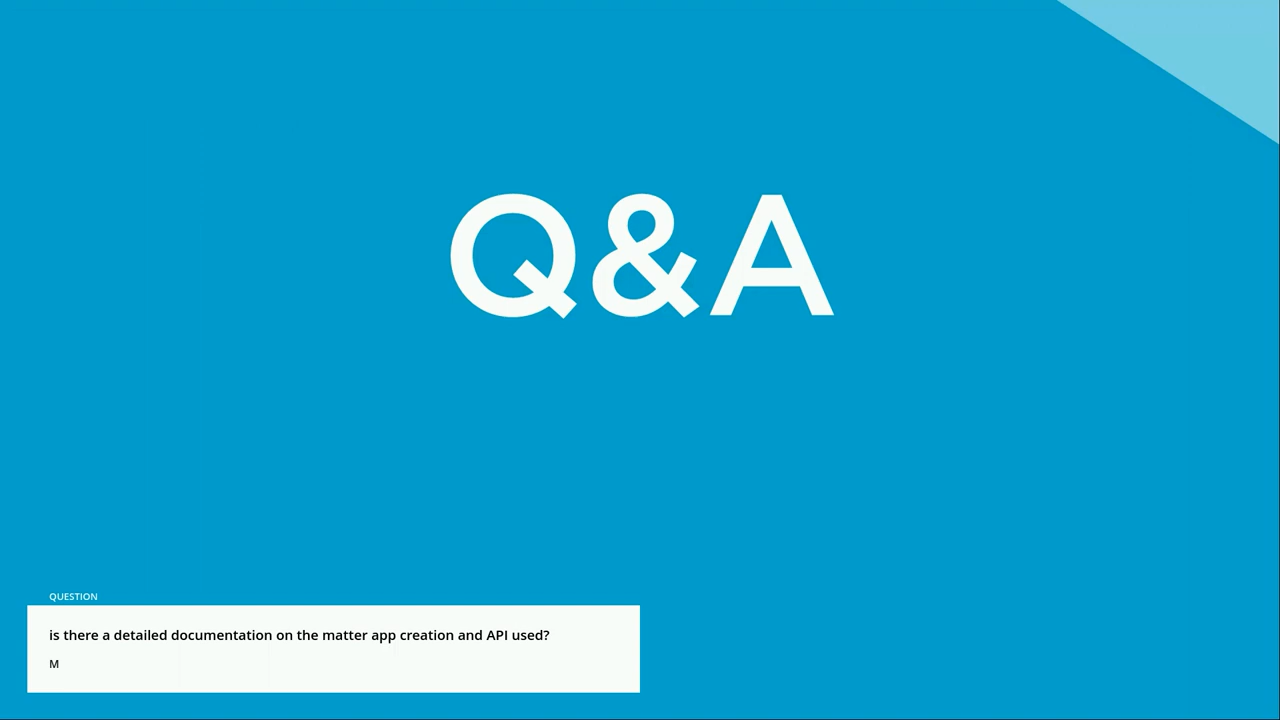 Q&A
QUESTION
is there a detailed documentation on the matter app creation and API used?
M